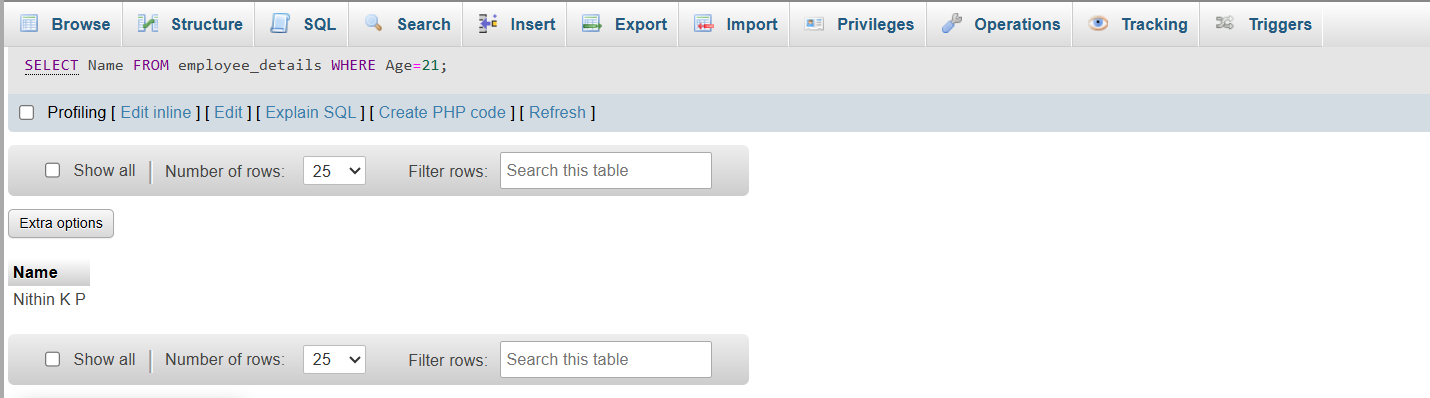 Browse Structure SQL Search Insert Export Import Privileges Operations Tracking Triggers
SELECT Name FROM employee_details WHERE Age=21;
Profiling [ Edit inline ] [ Edit ] [ Explain SQL ] [ Create PHP code ] [ Refresh ]
Show all Number of rows: 25 Filter rows: Search this table
Extra options
Name
Nithin K P
Show all Number of rows: 25 Filter rows: Search this table